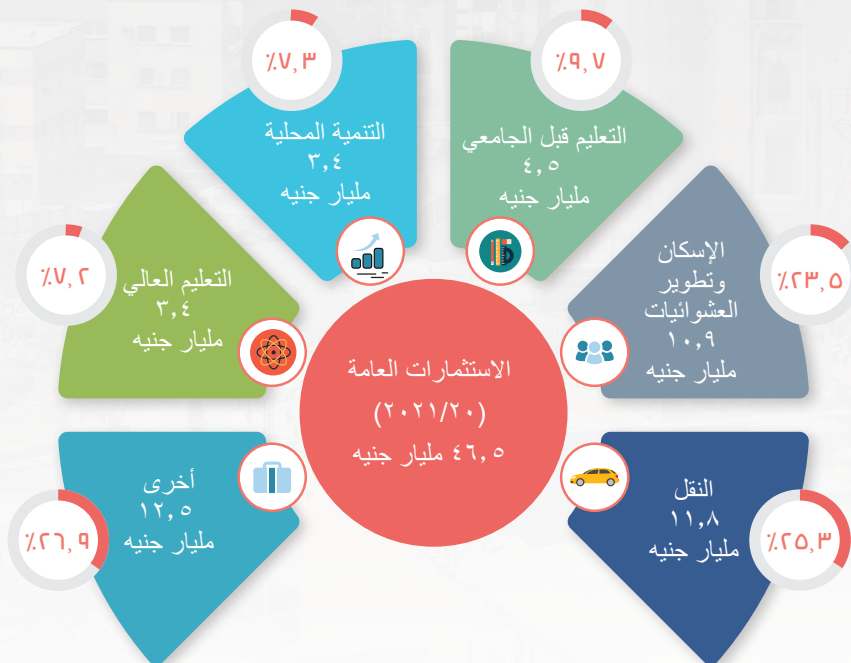 الاستثمارات العامة
(٢٠٢١/٢٠)
٤٦,٥ مليار جنيه
النقل
١١,٨
مليار جنيه
٪٢٥,٣
الإسكان
وتطوير
العشوائيات
١٠,٩
مليار جنيه
٪٢٣,٥
التعليم قبل الجامعي
٤,٥
مليار جنيه
٪٩,٧
التنمية المحلية
٣,٤
مليار جنيه
٪٧,٣
التعليم العالي
٣,٤
مليار جنيه
٪٧,٢
أخرى
١٢,٥
مليار جنيه
٪٢٦,٩